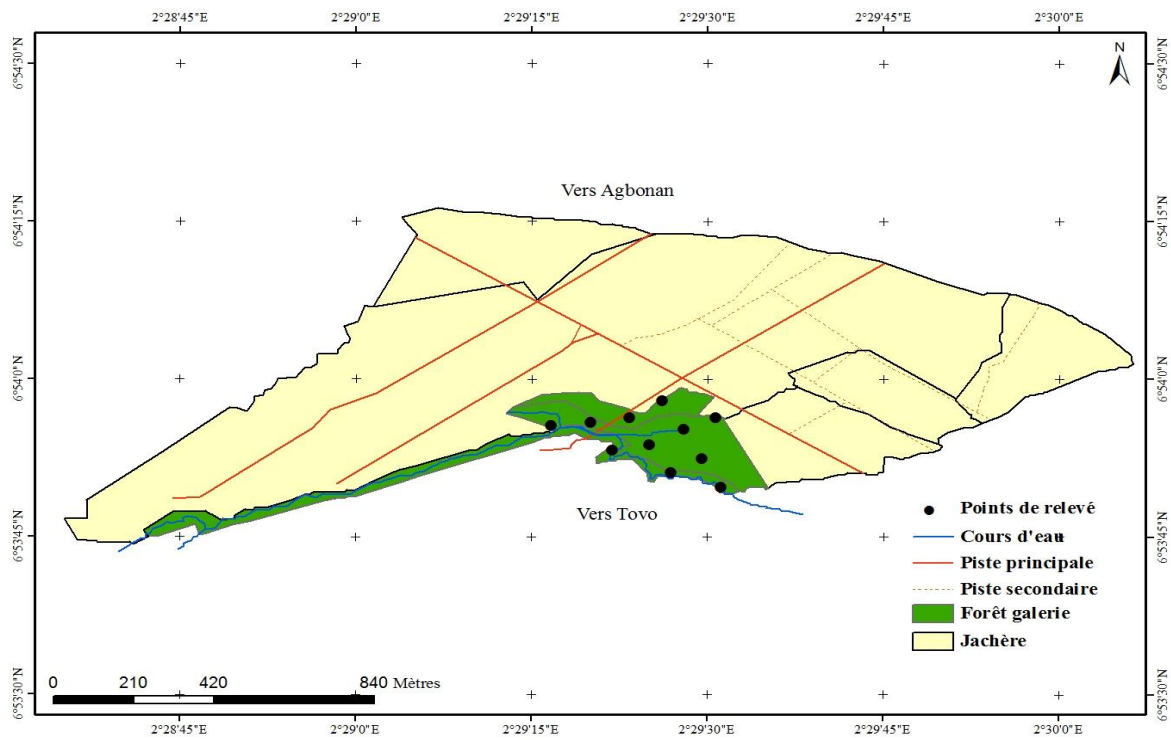 2°28'45"E 2°29'0"E 2°29'15"E 2°29'30"E 2°29'45"E 2°30'0"E
6°54'30"N 6°54'30"N
N
Vers Agbonan
6°54'15"N 6°54'15"N
6°54'0"N 6°54'0"N
Vers Tovo
Points de relevé
6°53'45"N 6°53'45"N
Cours d'eau
Piste principale
Piste secondaire
Forêt galerie
Jachère
0 210 420 840 Mètres
6°53'30"N 6°53'30"N
2°28'45"E 2°29'0"E 2°29'15"E 2°29'30"E 2°29'45"E 2°30'0"E